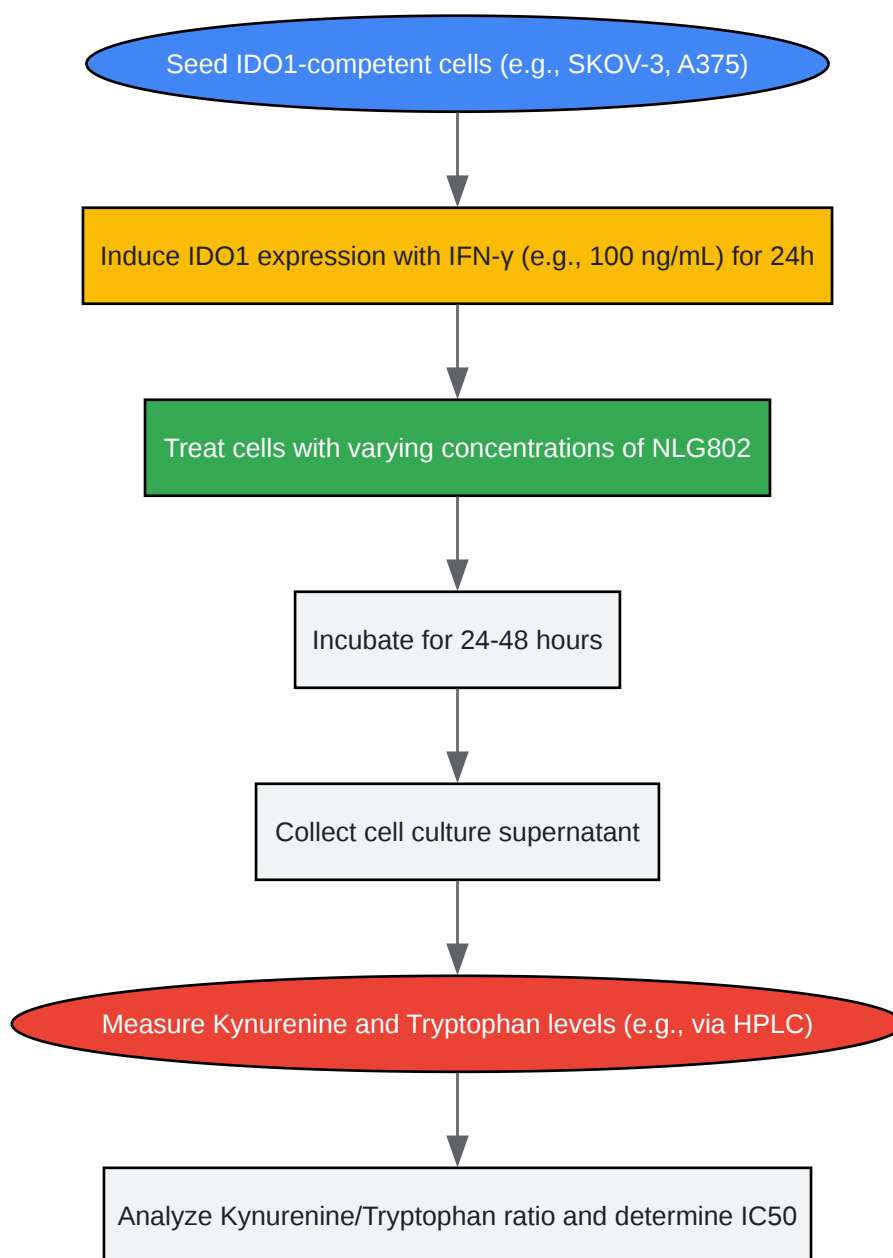 Seed IDO1-competent cells (e.g., SKOV-3, A375)
Induce IDO1 expression with IFN-γ (e.g., 100 ng/mL) for 24h
Treat cells with varying concentrations of NLG802
Incubate for 24-48 hours
Collect cell culture supernatant
Measure Kynurenine and Tryptophan levels (e.g., via HPLC)
Analyze Kynurenine/Tryptophan ratio and determine IC50